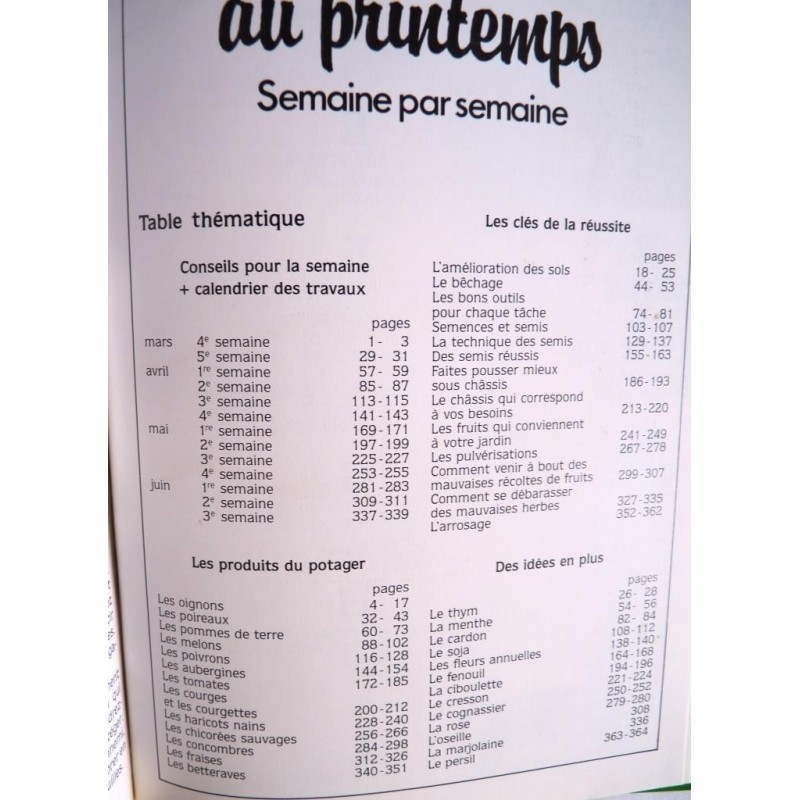 au printemps
Semaine par semaine
Table thématique
Conseils pour la semaine
+ calendrier des travaux
pages
mars 4e semaine 1- 3
5e semaine 29- 31
avril 1re semaine 57- 59
2e semaine 85- 87
3e semaine 113-115
4e semaine 141-143
mai 1re semaine 169-171
2e semaine 197-199
3e semaine 225-227
4e semaine 253-255
juin 1re semaine 281-283
2e semaine 309-311
3e semaine 337-339
Les clés de la réussite
pages
L'amélioration des sols 18- 25
Le bêchage 44- 53
Les bons outils
pour chaque tâche 74- 81
Semences et semis 103-107
La technique des semis 129-137
Des semis réussis 155-163
Faites pousser mieux
sous châssis 186-193
Le châssis qui correspond
à vos besoins 213-220
Les fruits qui conviennent
à votre jardin 241-249
Les pulvérisations 267-278
Comment venir à bout des
mauvaises récoltes de fruits 299-307
Comment se débarasser
des mauvaises herbes 327-335
L'arrosage 352-362
Les produits du potager
pages
Les oignons 4- 17
Les poireaux 32- 43
Les pommes de terre 60- 73
Les melons 88-102
Les poivrons 116-128
Les aubergines 144-154
Les tomates 172-185
Les courges
et les courgettes 200-212
Les haricots nains 228-240
Les chicorées sauvages 256-266
Les concombres 284-298
Les fraises 312-326
Les betteraves 340-351
Des idées en plus
pages
Le thym 26- 28
La menthe 54- 56
Le cardon 82- 84
Le soja 108-112
Les fleurs annuelles 138-140
Le fenouil 164-168
La ciboulette 194-196
Le cresson 221-224
Le cognassier 250-252
La rose 279-280
L'oseille 308
La marjolaine 336
Le persil 363-364